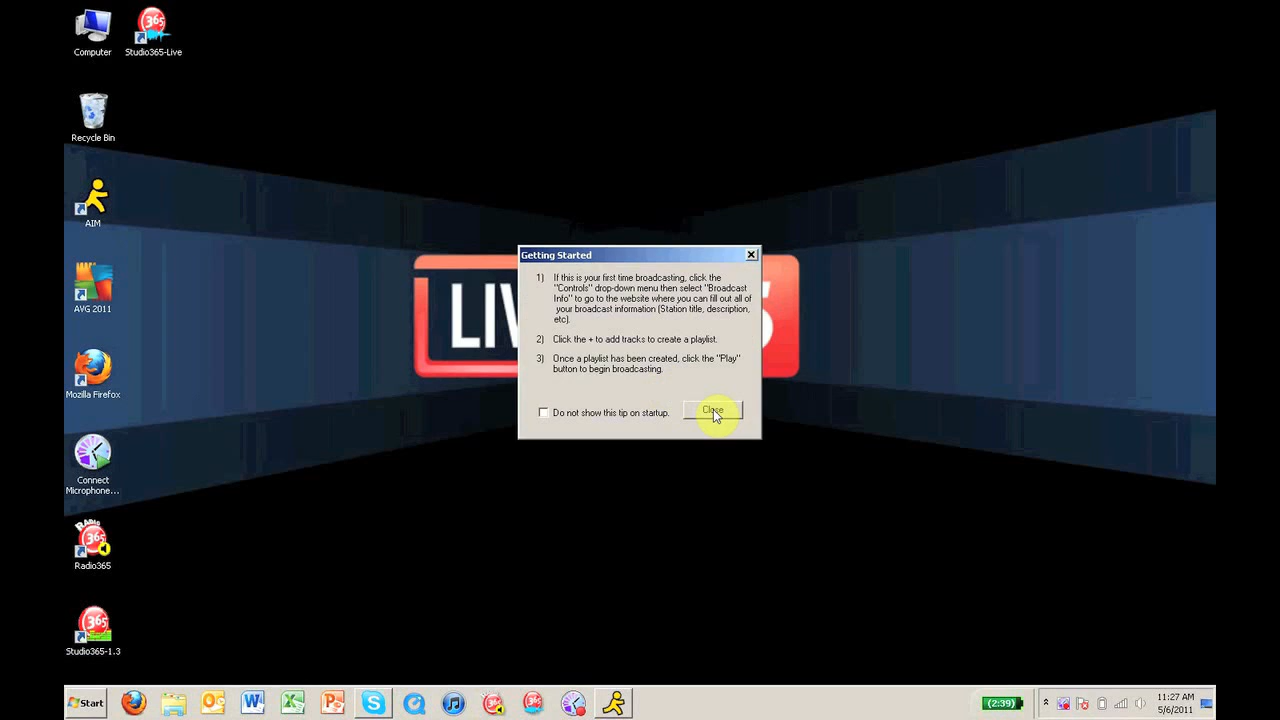 Computer
Studio365-Live
Recycle Bin
AIM
AVG 2011
Mozilla Firefox
Connect
Microphone...
Radio365
Studio365-1.3
LIV
Getting Started
1) If this is your first time broadcasting, click the
"Controls" drop-down menu then select "Broadcast
Info" to go to the website where you can fill out all of
your broadcast information (Station title, description,
etc).
2) Click the + to add tracks to create a playlist.
3) Once a playlist has been created, click the "Play"
button to begin broadcasting.
Do not show this tip on startup.
Close
5
Start
(2:39)
11:27 AM
5/6/2011